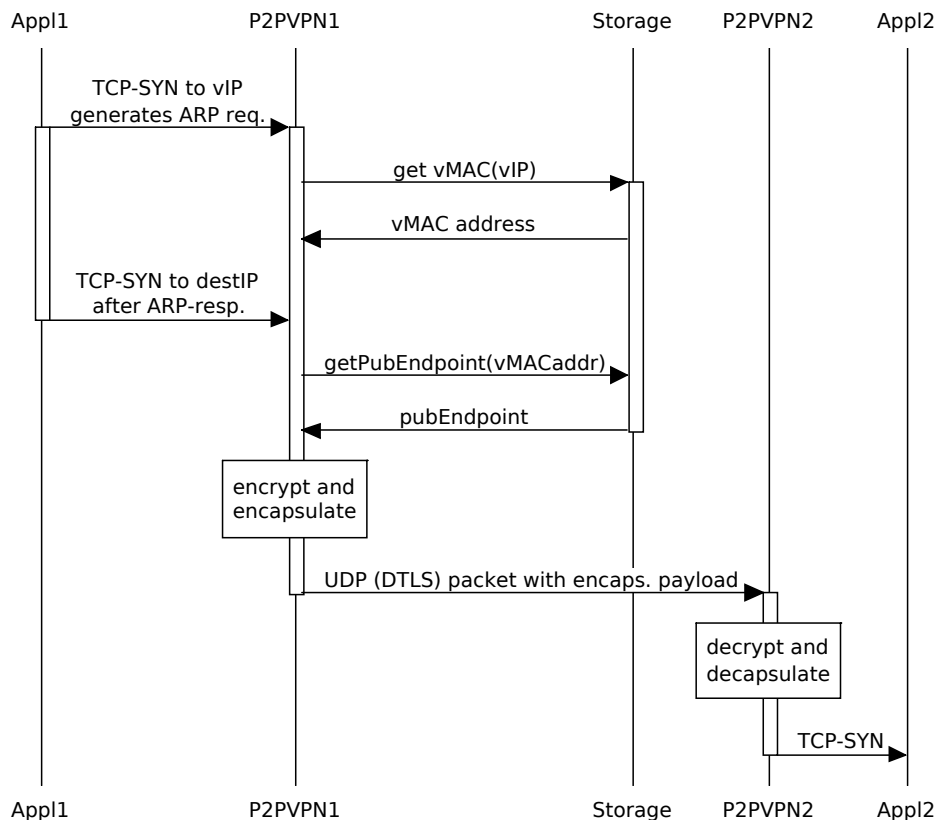 Appl1 P2PVPN1 Storage P2PVPN2 Appl2
TCP-SYN to vIP
generates ARP req.
get vMAC(vIP)
vMAC address
TCP-SYN to destIP
after ARP-resp.
getPubEndpoint(vMACaddr)
pubEndpoint
encrypt and
encapsulate
UDP (DTLS) packet with encaps. payload
decrypt and
decapsulate
TCP-SYN
Appl1 P2PVPN1 Storage P2PVPN2 Appl2